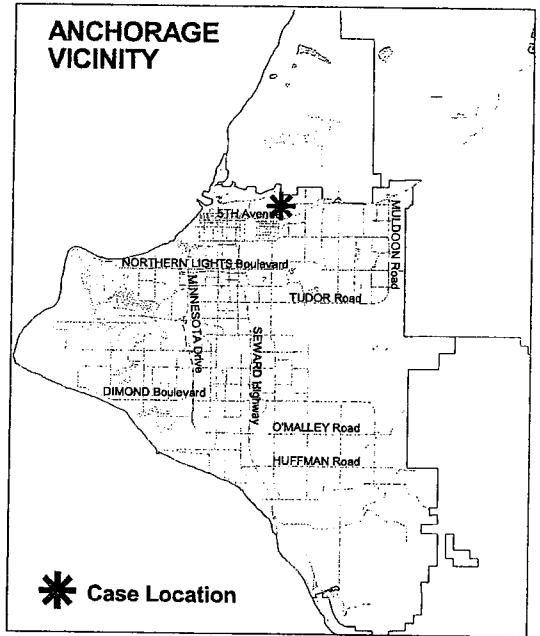 ANCHORAGE
VICINITY
5TH Avenue
MULDOON Road
NORTHERN LIGHTS Boulevard
TUDOR Road
MINNESOTA Drive
SEWARD Highway
DIMOND Boulevard
O'MALLEY Road
HUFFMAN Road
Case Location